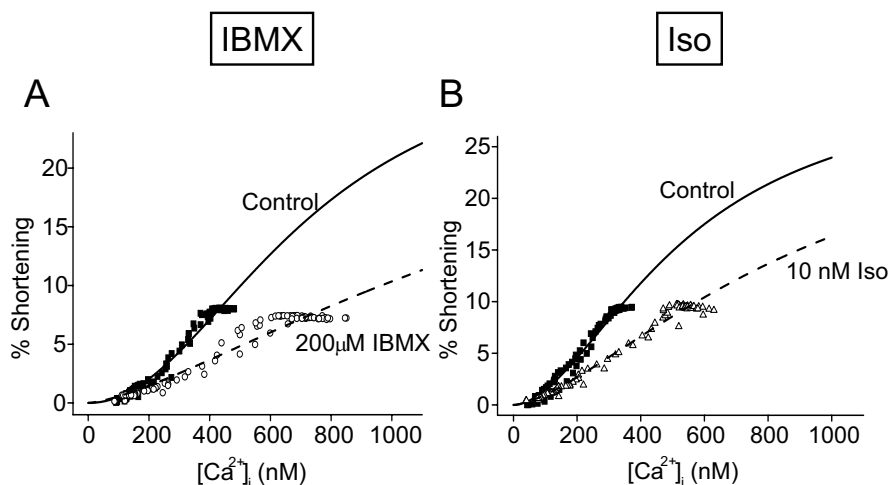 IBMX
Iso
A
B
% Shortening
20
15
10
5
0
Control
200μM IBMX
0 200 400 600 800 1000
[Ca2+]i (nM)
% Shortening
25
20
15
10
5
0
Control
10 nM Iso
0 200 400 600 800 1000
[Ca2+]i (nM)